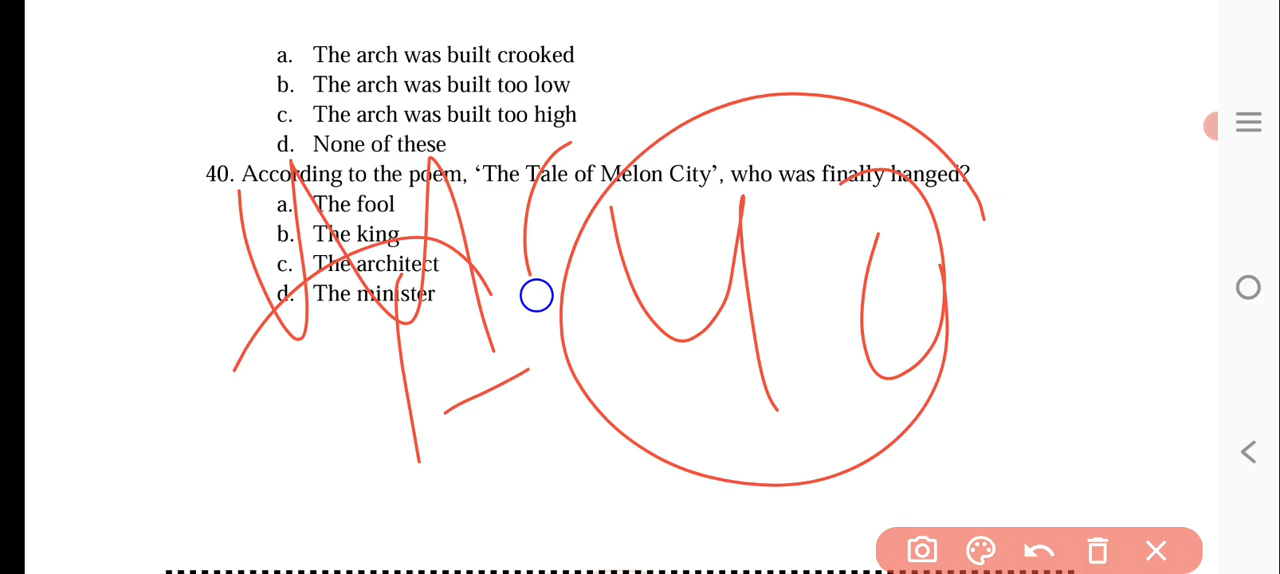 a. The arch was built crooked
b. The arch was built too low
c. The arch was built too high
d. None of these
40. According to the poem, ‘The Tale of Melon City’, who was finally hanged?
a. The fool
b. The king
c. The architect
d. The minister
40